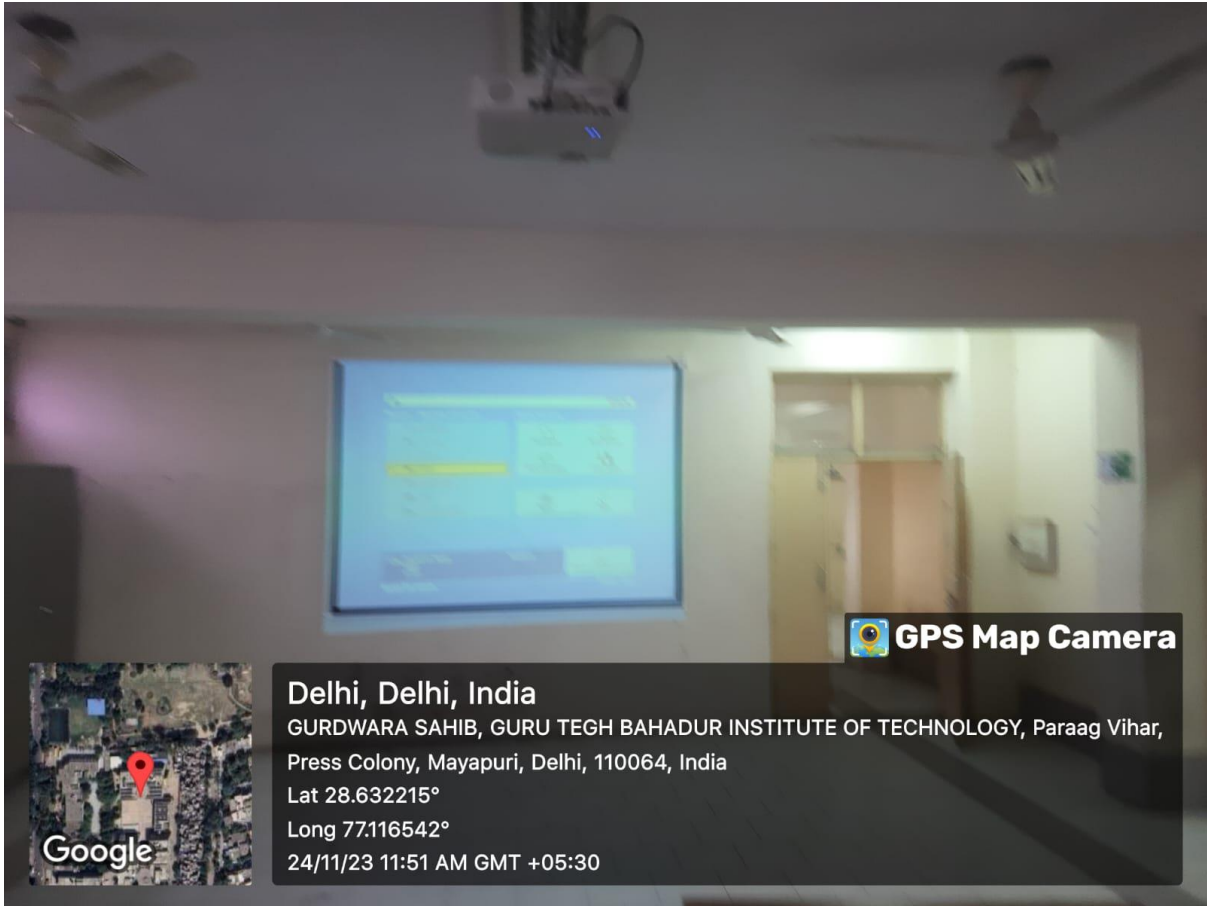 GPS Map Camera
Delhi, Delhi, India
GURDWARA SAHIB, GURU TEGH BAHADUR INSTITUTE OF TECHNOLOGY, Paraag Vihar,
Press Colony, Mayapuri, Delhi, 110064, India
Lat 28.632215°
Long 77.116542°
24/11/23 11:51 AM GMT +05:30
Google